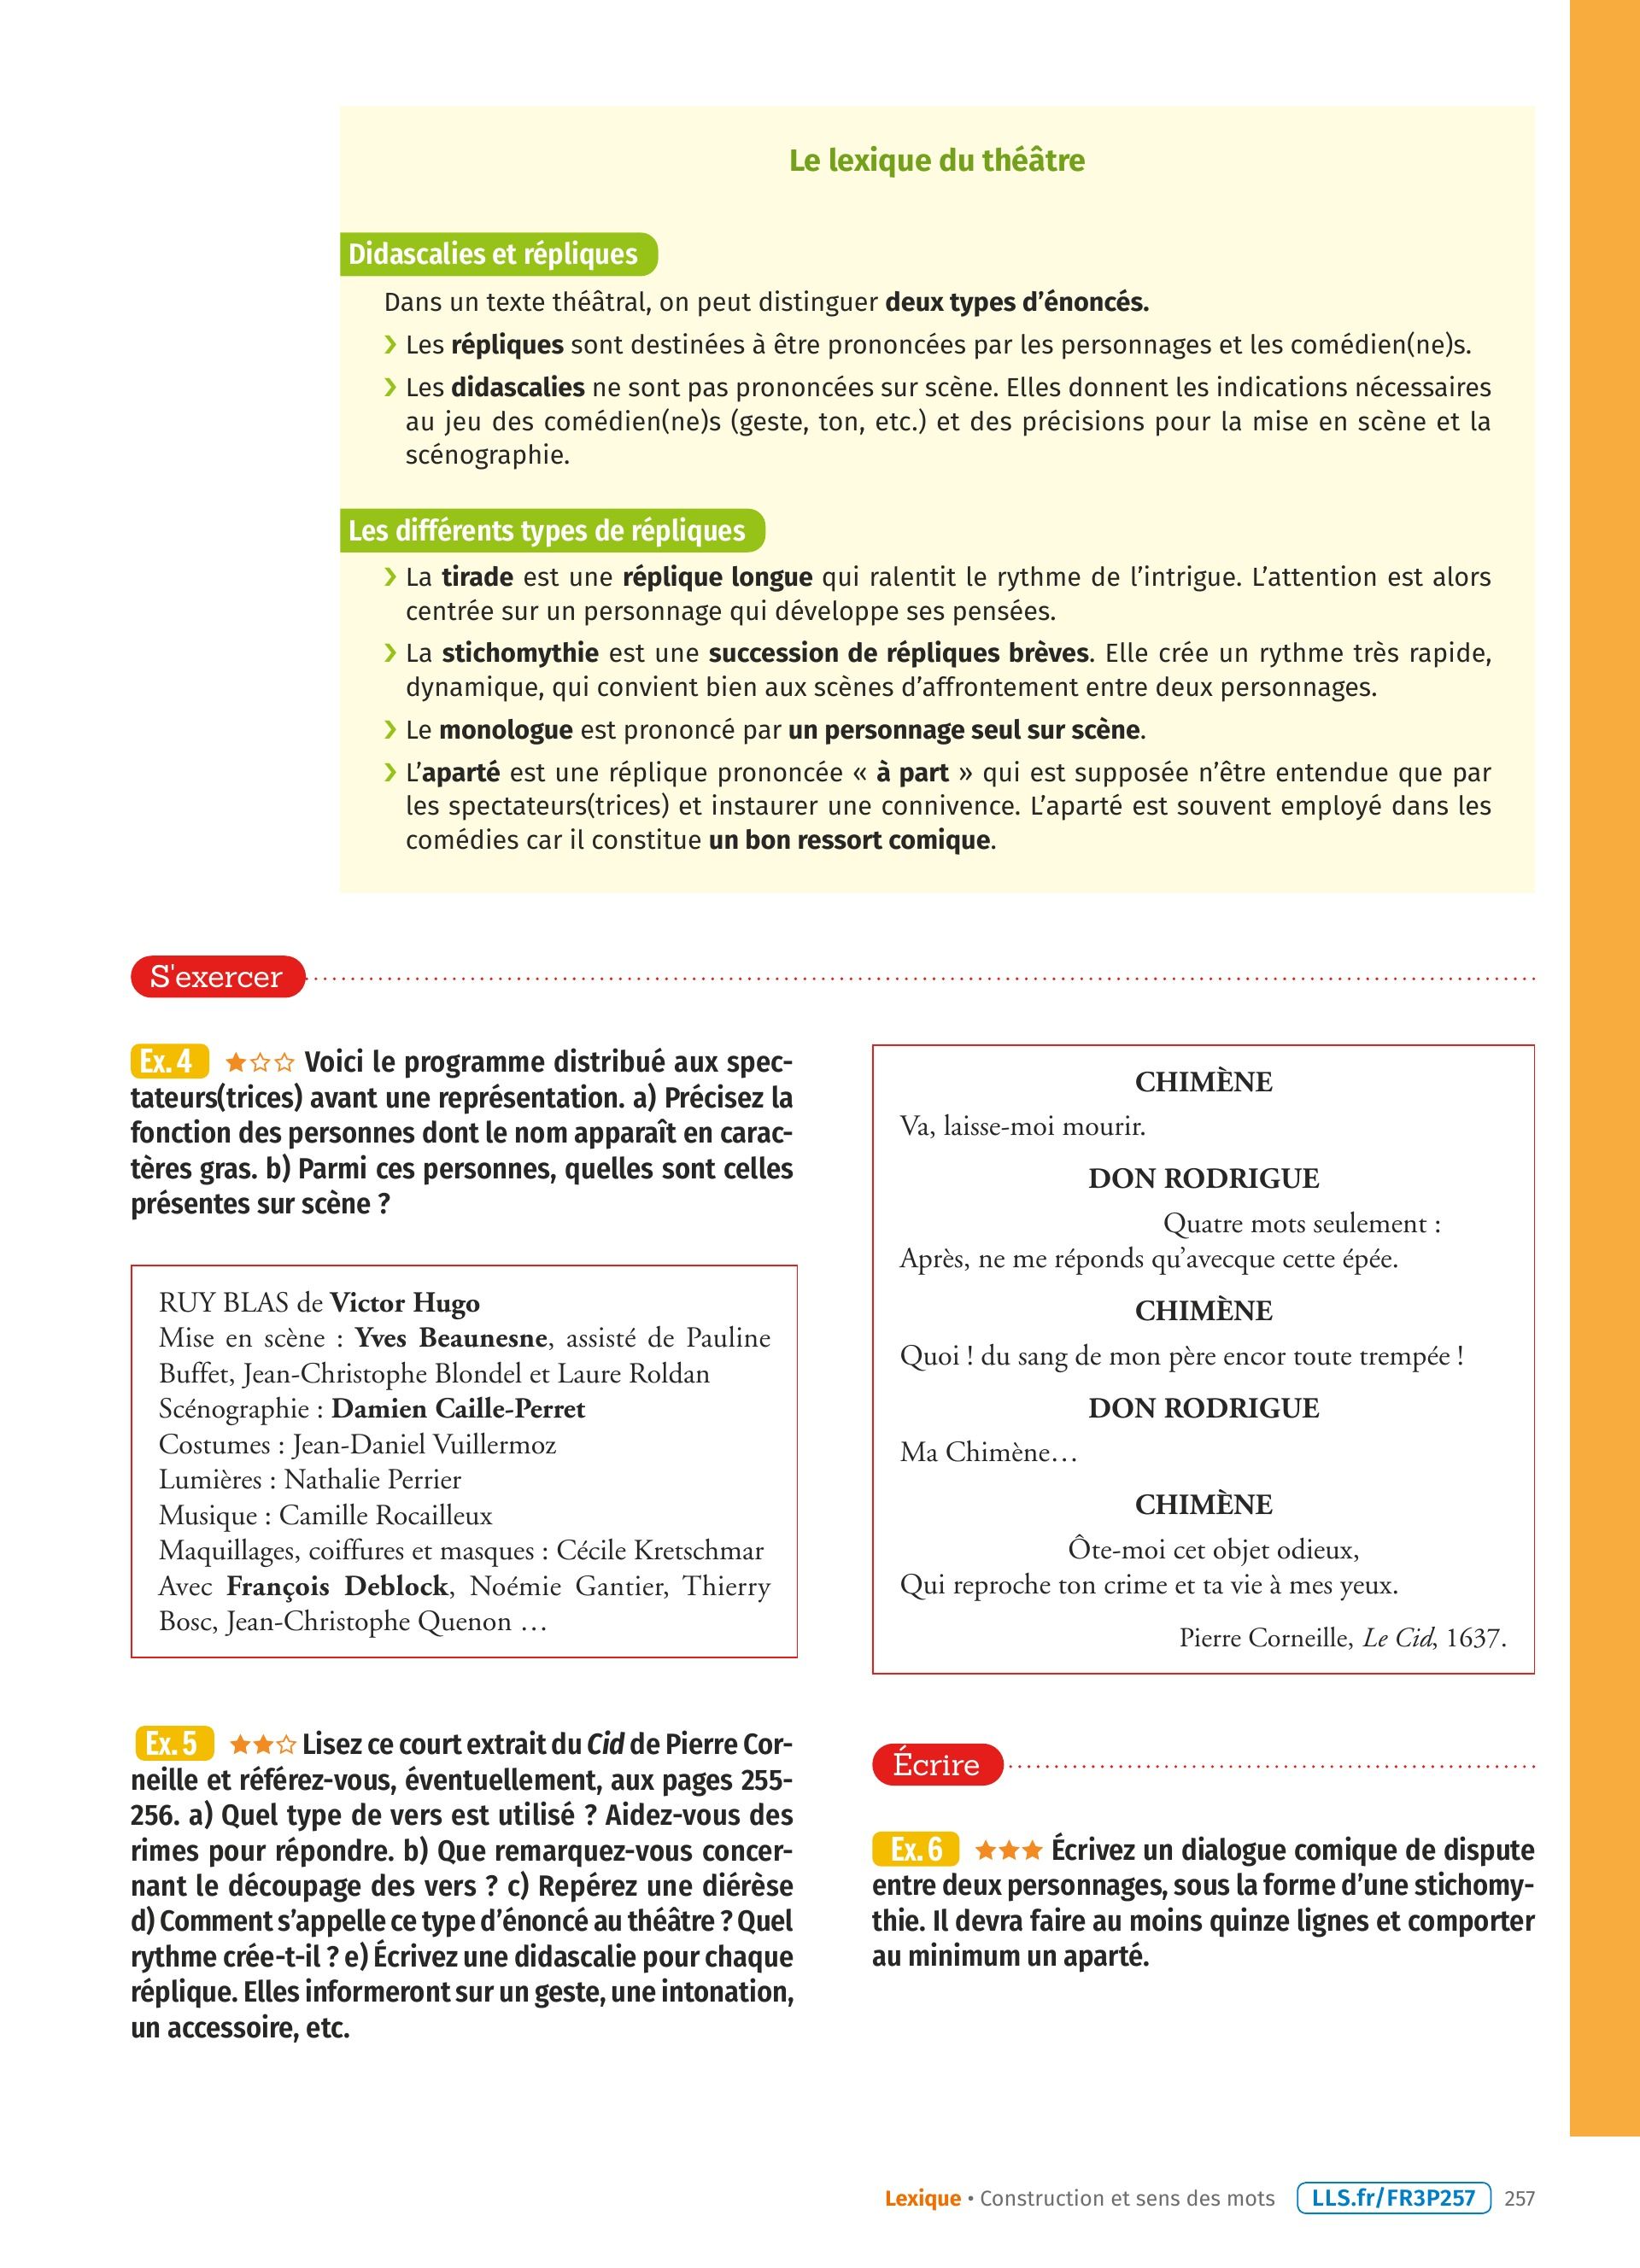 Le lexique du théâtre
Didascalies et répliques
Dans un texte théâtral, on peut distinguer deux types d’énoncés.
❯ Les répliques sont destinées à être prononcées par les personnages et les comédien(ne)s.
❯ Les didascalies ne sont pas prononcées sur scène. Elles donnent les indications nécessaires
au jeu des comédien(ne)s (geste, ton, etc.) et des précisions pour la mise en scène et la
scénographie.
Les différents types de répliques
❯ La tirade est une réplique longue qui ralentit le rythme de l’intrigue. L’attention est alors
centrée sur un personnage qui développe ses pensées.
❯ La stichomythie est une succession de répliques brèves. Elle crée un rythme très rapide,
dynamique, qui convient bien aux scènes d’affrontement entre deux personnages.
❯ Le monologue est prononcé par un personnage seul sur scène.
❯ L’aparté est une réplique prononcée « à part » qui est supposée n’être entendue que par
les spectateurs(trices) et instaurer une connivence. L’aparté est souvent employé dans les
comédies car il constitue un bon ressort comique.
S'exercer
Ex. 4 ★☆☆ Voici le programme distribué aux spec-
tateurs(trices) avant une représentation. a) Précisez la
fonction des personnes dont le nom apparaît en carac-
tères gras. b) Parmi ces personnes, quelles sont celles
présentes sur scène ?
RUY BLAS de Victor Hugo
Mise en scène : Yves Beaunesne, assisté de Pauline
Buffet, Jean-Christophe Blondel et Laure Roldan
Scénographie : Damien Caille-Perret
Costumes : Jean-Daniel Vuillermoz
Lumières : Nathalie Perrier
Musique : Camille Rocailleux
Maquillages, coiffures et masques : Cécile Kretschmar
Avec François Deblock, Noémie Gantier, Thierry
Bosc, Jean-Christophe Quenon …
Ex. 5 ★★☆ Lisez ce court extrait du Cid de Pierre Cor-
neille et référez-vous, éventuellement, aux pages 255-
256. a) Quel type de vers est utilisé ? Aidez-vous des
rimes pour répondre. b) Que remarquez-vous concer-
nant le découpage des vers ? c) Repérez une diérèse
d) Comment s’appelle ce type d’énoncé au théâtre ? Quel
rythme crée-t-il ? e) Écrivez une didascalie pour chaque
réplique. Elles informeront sur un geste, une intonation,
un accessoire, etc.
CHIMÈNE
Va, laisse-moi mourir.
DON RODRIGUE
Quatre mots seulement :
Après, ne me réponds qu’avecque cette épée.
CHIMÈNE
Quoi ! du sang de mon père encor toute trempée !
DON RODRIGUE
Ma Chimène…
CHIMÈNE
Ôte-moi cet objet odieux,
Qui reproche ton crime et ta vie à mes yeux.
Pierre Corneille, Le Cid, 1637.
Écrire
Ex. 6 ★★★ Écrivez un dialogue comique de dispute
entre deux personnages, sous la forme d’une stichomy-
thie. Il devra faire au moins quinze lignes et comporter
au minimum un aparté.
Lexique • Construction et sens des mots LLS.fr/FR3P257 257